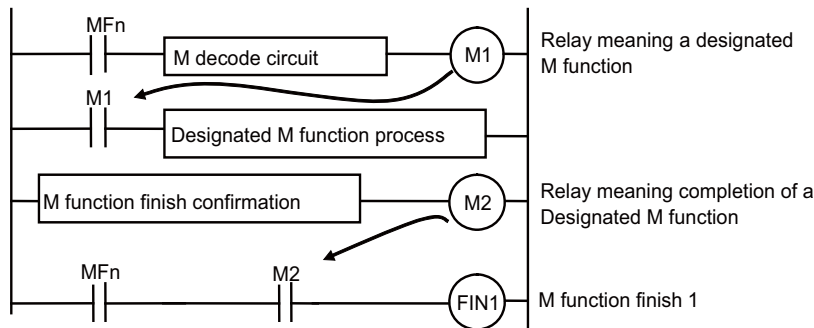 MFn
M decode circuit
M1
Relay meaning a designated
M function
M1
Designated M function process
M function finish confirmation
M2
Relay meaning completion of a
Designated M function
MFn
M2
FIN1
M function finish 1